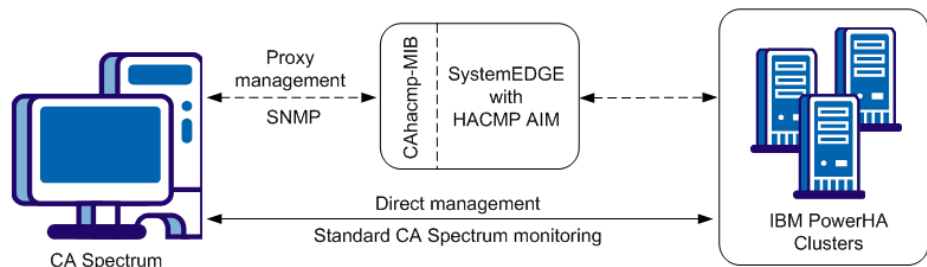 Proxy
management
SNMP
CAhacmp-MIB
SystemEDGE
with
HACMP AIM
Direct management
Standard CA Spectrum monitoring
CA Spectrum
IBM PowerHA
Clusters